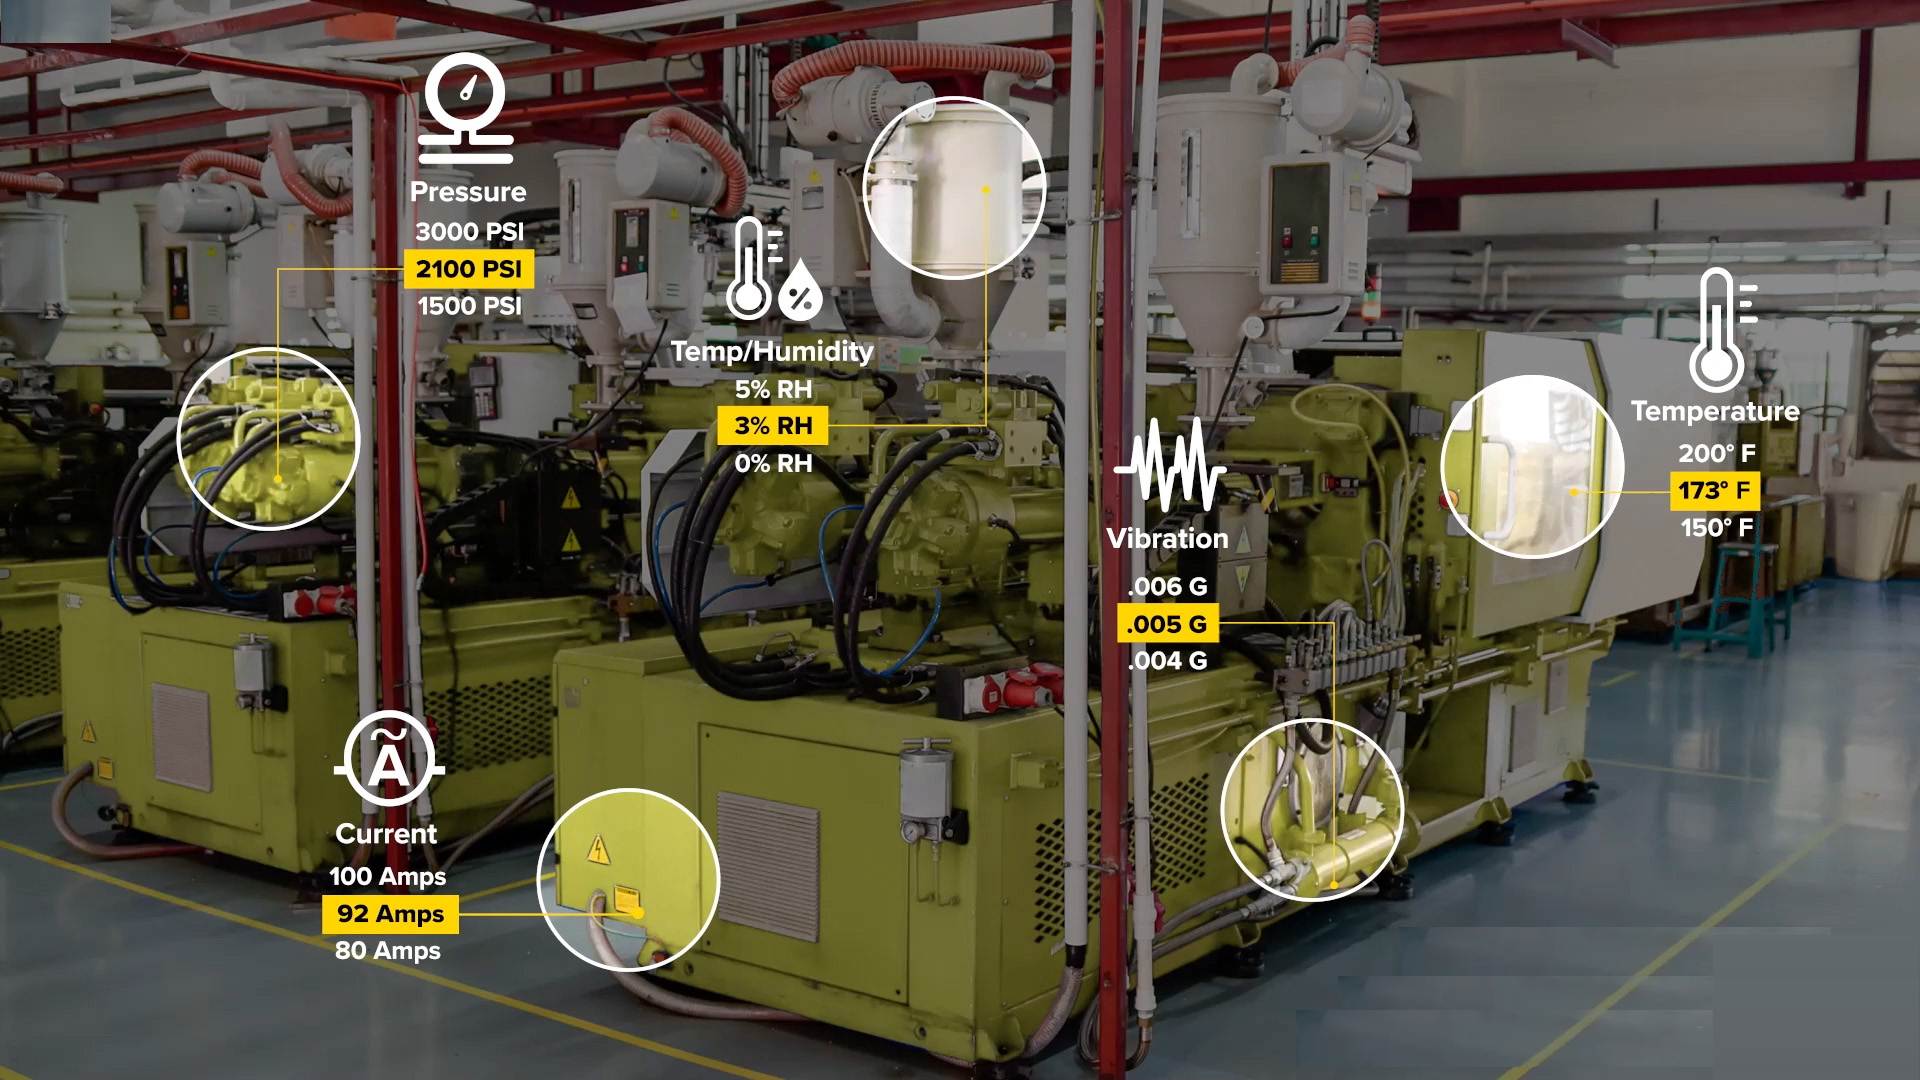 Pressure
3000 PSI
2100 PSI
1500 PSI
Temp/Humidity
5% RH
3% RH
0% RH
Temperature
200° F
173° F
150° F
Vibration
.006 G
.005 G
.004 G
Ã
Current
100 Amps
92 Amps
80 Amps